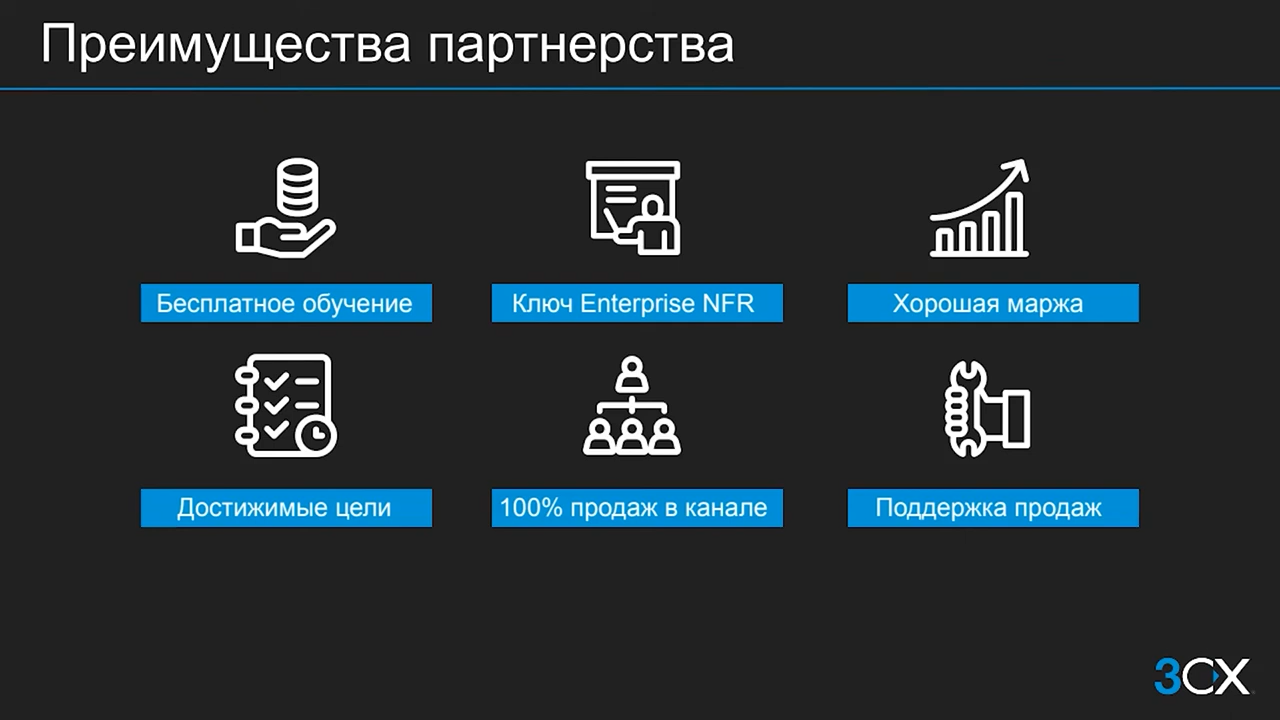 Преимущества партнерства
Бесплатное обучение
Ключ Enterprise NFR
Хорошая маржа
Достижимые цели
100% продаж в канале
Поддержка продаж
3CX